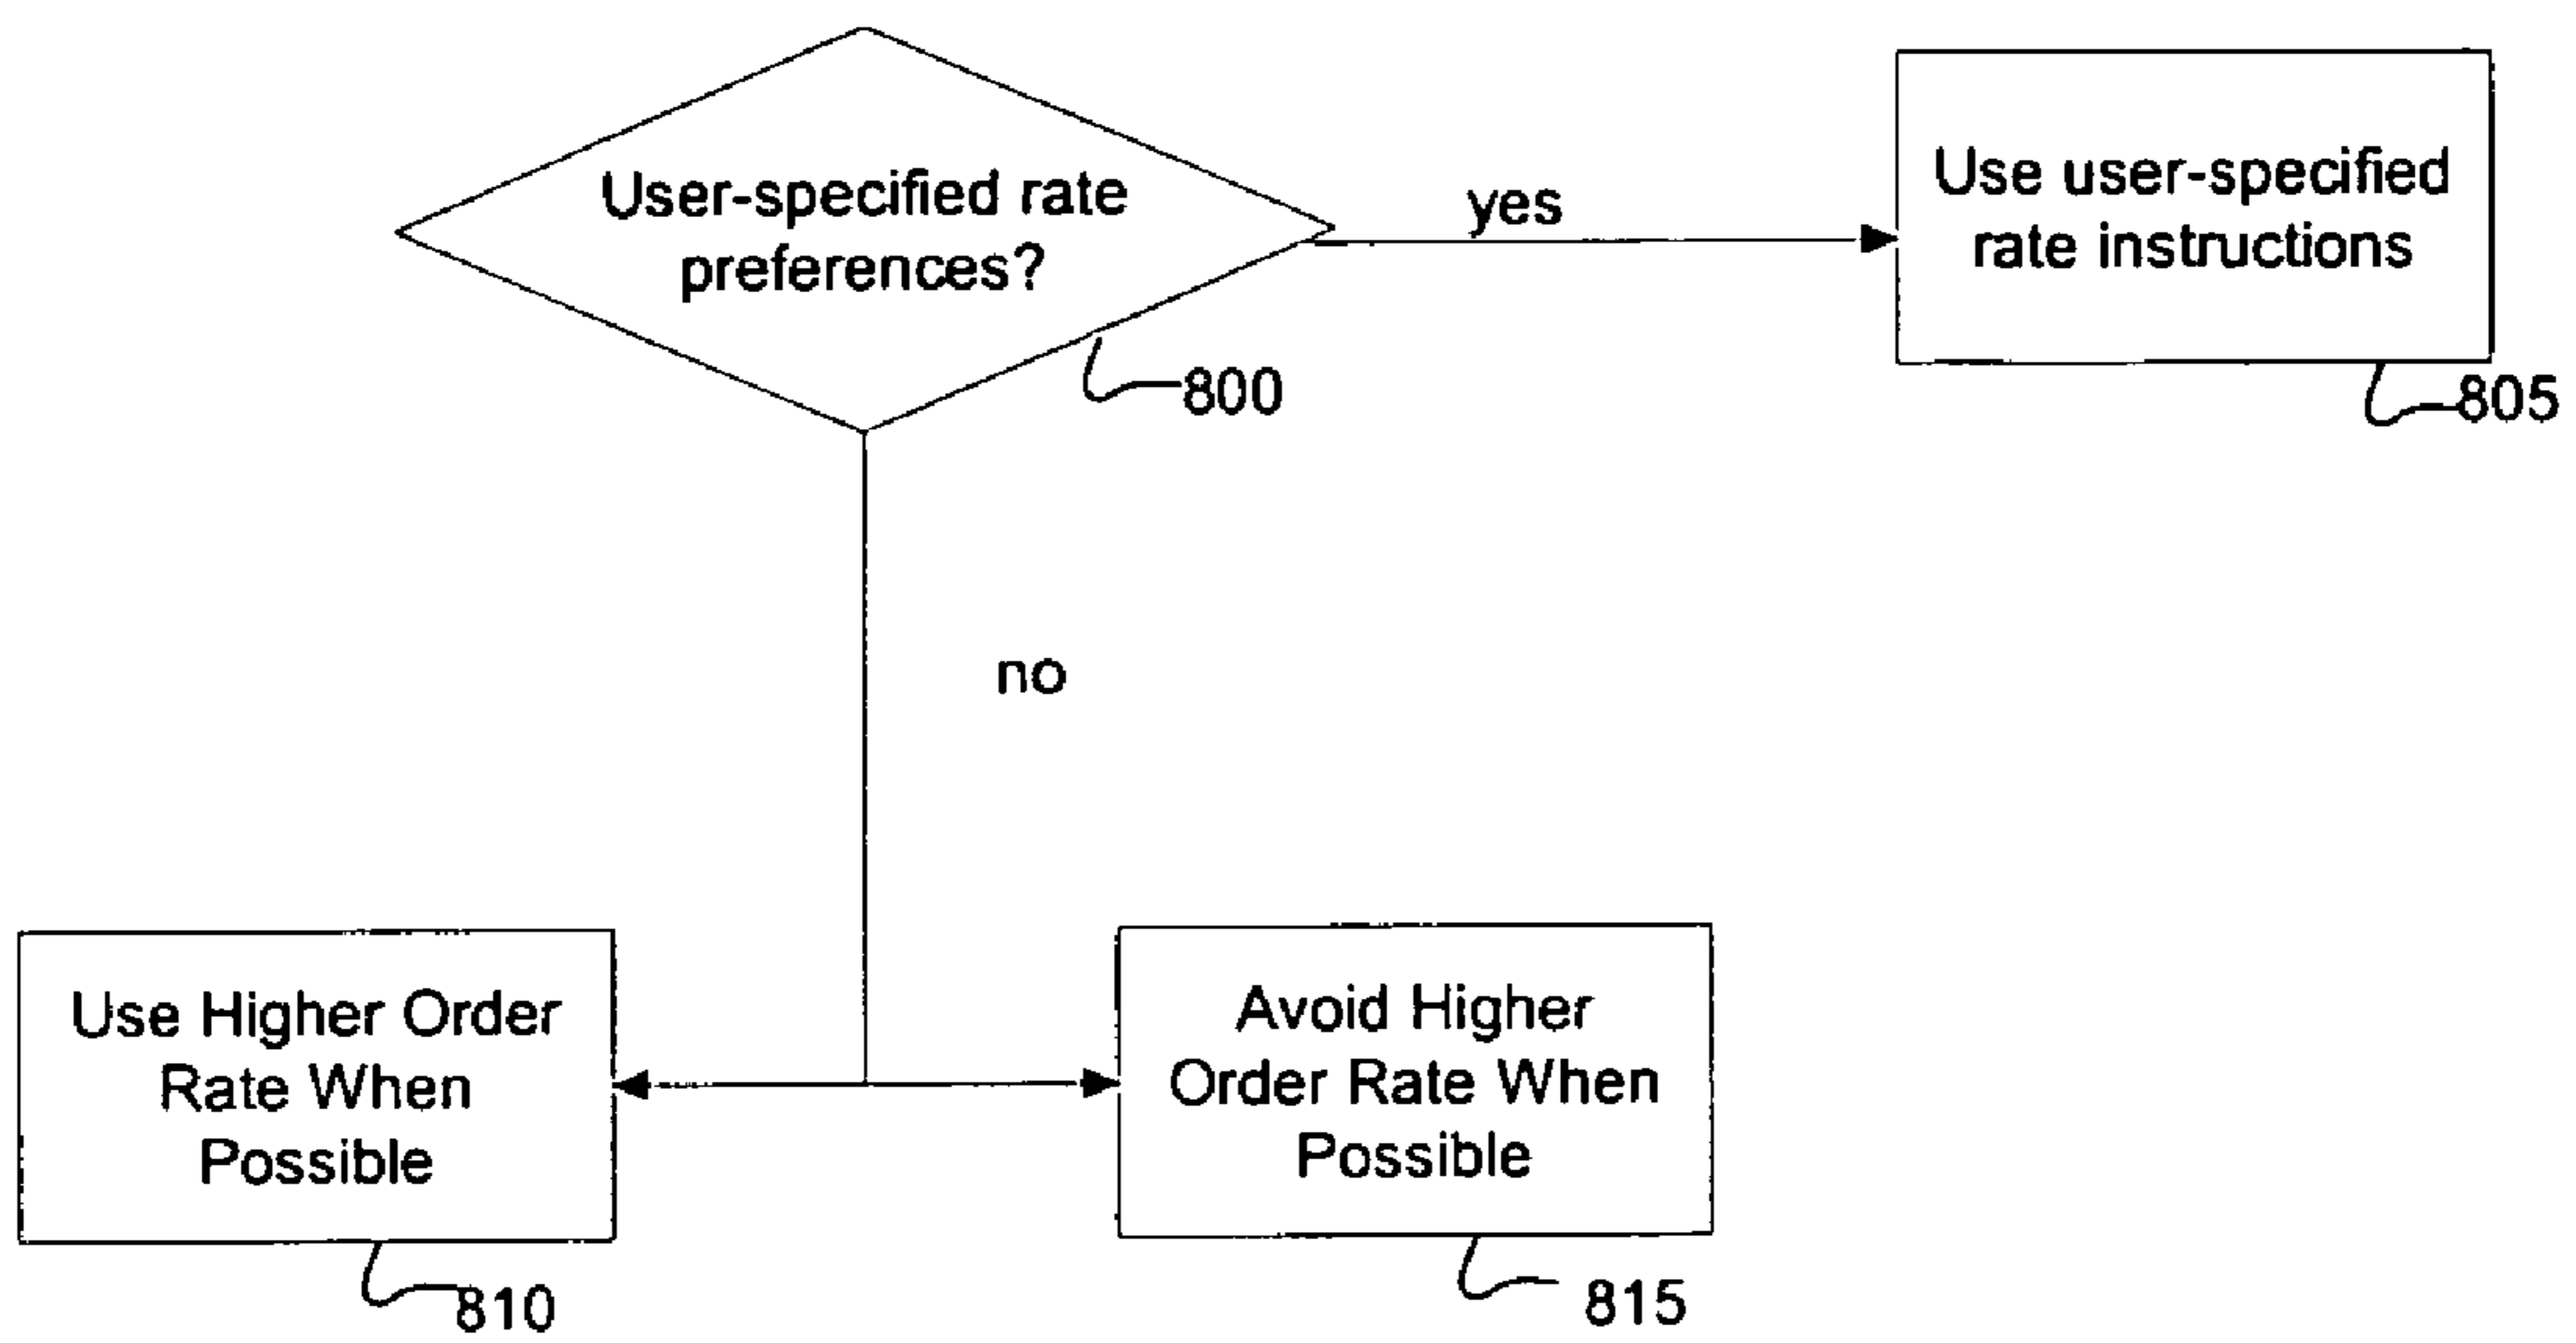 User-specified rate
preferences?
yes
Use user-specified
rate instructions
800
805
no
Use Higher Order
Rate When
Possible
Avoid Higher
Order Rate When
Possible
810
815